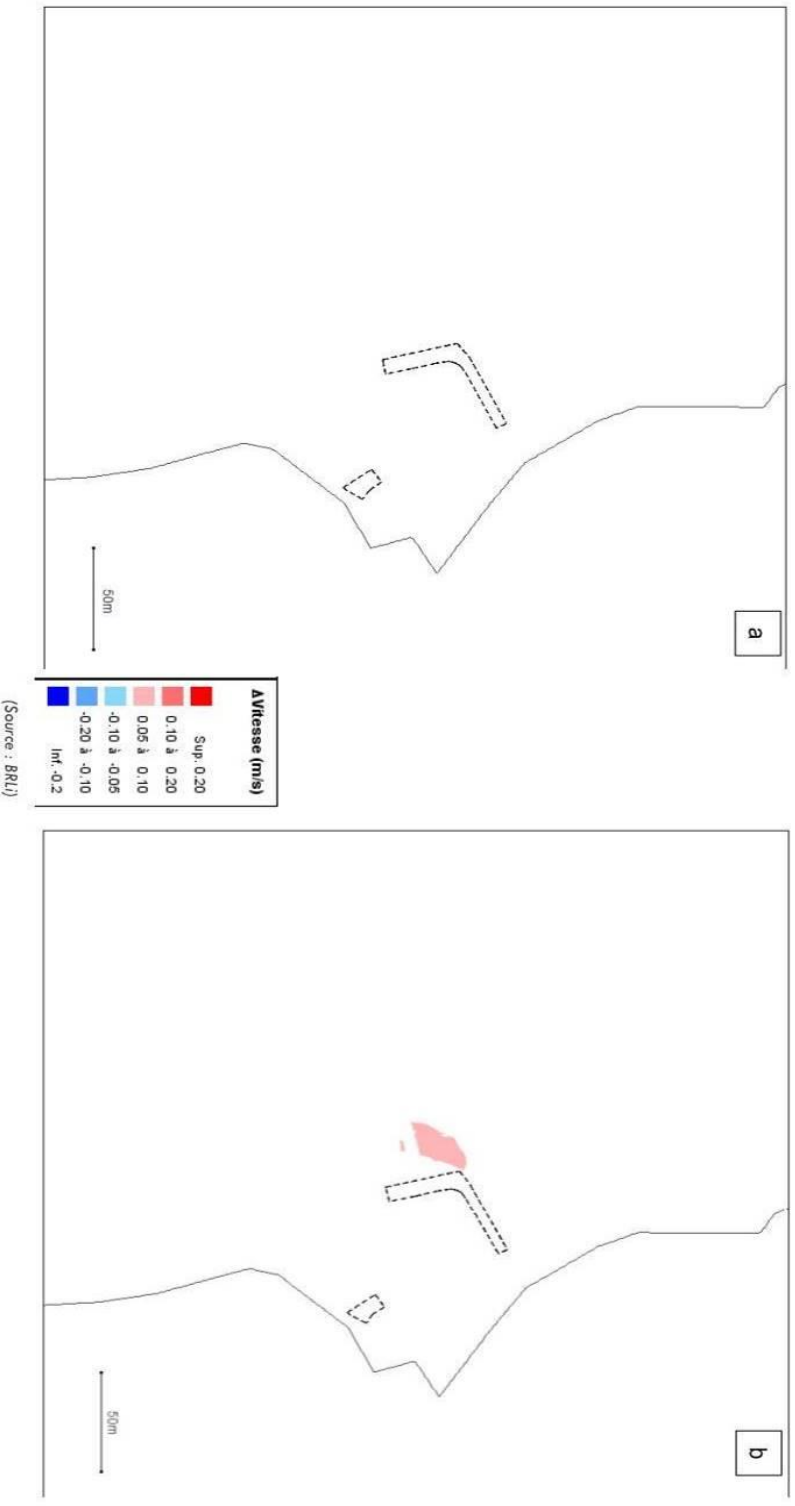 a
50m
ΔVitesse (m/s)
Sup. 0.20
0.10 à 0.20
0.05 à 0.10
-0.10 à -0.05
-0.20 à -0.10
Inf. -0.2
(Source : BRLi)
b
50m